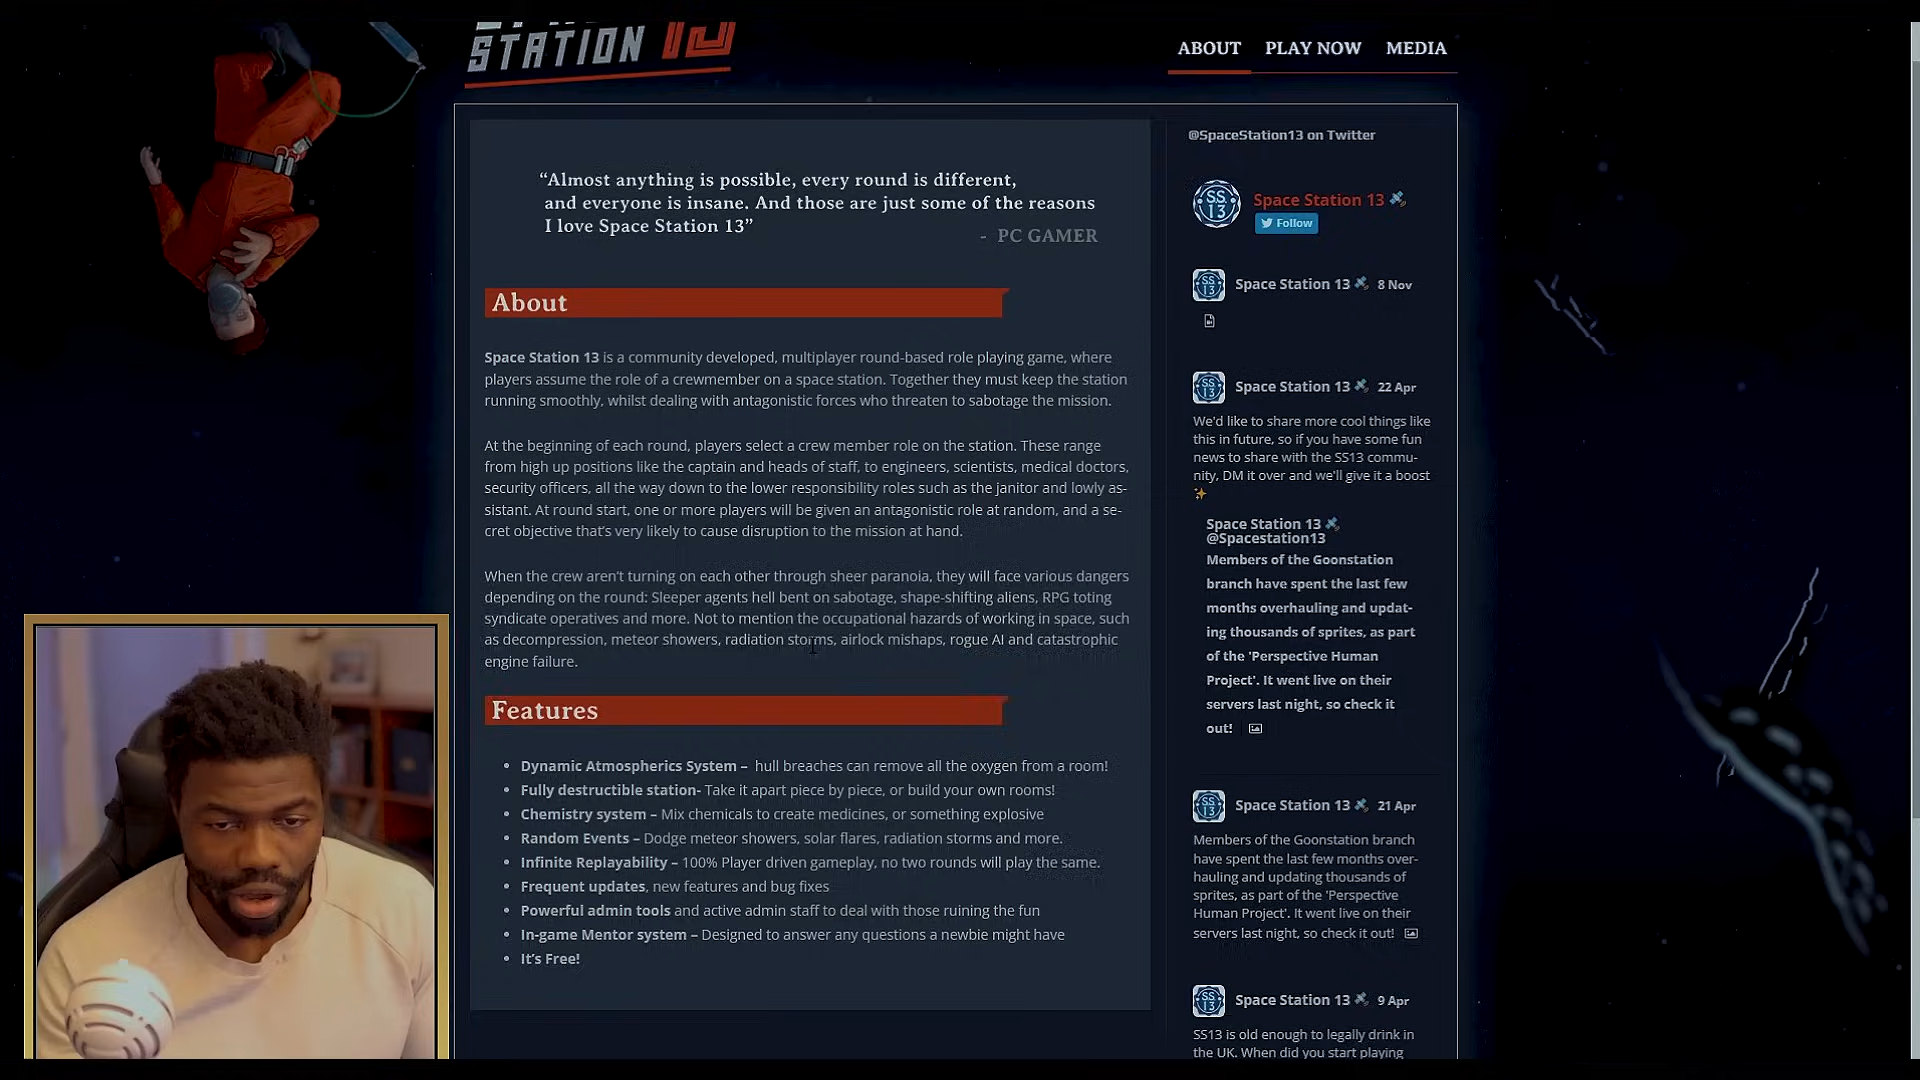 STATION 13
ABOUT PLAY NOW MEDIA
“Almost anything is possible, every round is different,
and everyone is insane. And those are just some of the reasons
I love Space Station 13”
- PC GAMER
About
Space Station 13 is a community developed, multiplayer round-based role playing game, where
players assume the role of a crewmember on a space station. Together they must keep the station
running smoothly, whilst dealing with antagonistic forces who threaten to sabotage the mission.
At the beginning of each round, players select a crew member role on the station. These range
from high up positions like the captain and heads of staff, to engineers, scientists, medical doctors,
security officers, all the way down to the lower responsibility roles such as the janitor and lowly as-
sistant. At round start, one or more players will be given an antagonistic role at random, and a se-
cret objective that’s very likely to cause disruption to the mission at hand.
When the crew aren’t turning on each other through sheer paranoia, they will face various dangers
depending on the round: Sleeper agents hell bent on sabotage, shape-shifting aliens, RPG toting
syndicate operatives and more. Not to mention the occupational hazards of working in space, such
as decompression, meteor showers, radiation storms, airlock mishaps, rogue AI and catastrophic
engine failure.
Features
• Dynamic Atmospherics System – hull breaches can remove all the oxygen from a room!
• Fully destructible station- Take it apart piece by piece, or build your own rooms!
• Chemistry system – Mix chemicals to create medicines, or something explosive
• Random Events – Dodge meteor showers, solar flares, radiation storms and more.
• Infinite Replayability – 100% Player driven gameplay, no two rounds will play the same.
• Frequent updates, new features and bug fixes
• Powerful admin tools and active admin staff to deal with those ruining the fun
• In-game Mentor system – Designed to answer any questions a newbie might have
• It’s Free!
@SpaceStation13 on Twitter
SS
13
Space Station 13
Follow
SS
13
Space Station 13 8 Nov
SS
13
Space Station 13 22 Apr
We'd like to share more cool things like
this in future, so if you have some fun
news to share with the SS13 commu-
nity, DM it over and we'll give it a boost
✨
Space Station 13
@Spacestation13
Members of the Goonstation
branch have spent the last few
months overhauling and updat-
ing thousands of sprites, as part
of the 'Perspective Human
Project'. It went live on their
servers last night, so check it
out!
SS
13
Space Station 13 21 Apr
Members of the Goonstation branch
have spent the last few months over-
hauling and updating thousands of
sprites, as part of the 'Perspective
Human Project'. It went live on their
servers last night, so check it out!
SS
13
Space Station 13 9 Apr
SS13 is old enough to legally drink in
the UK. When did you start playing